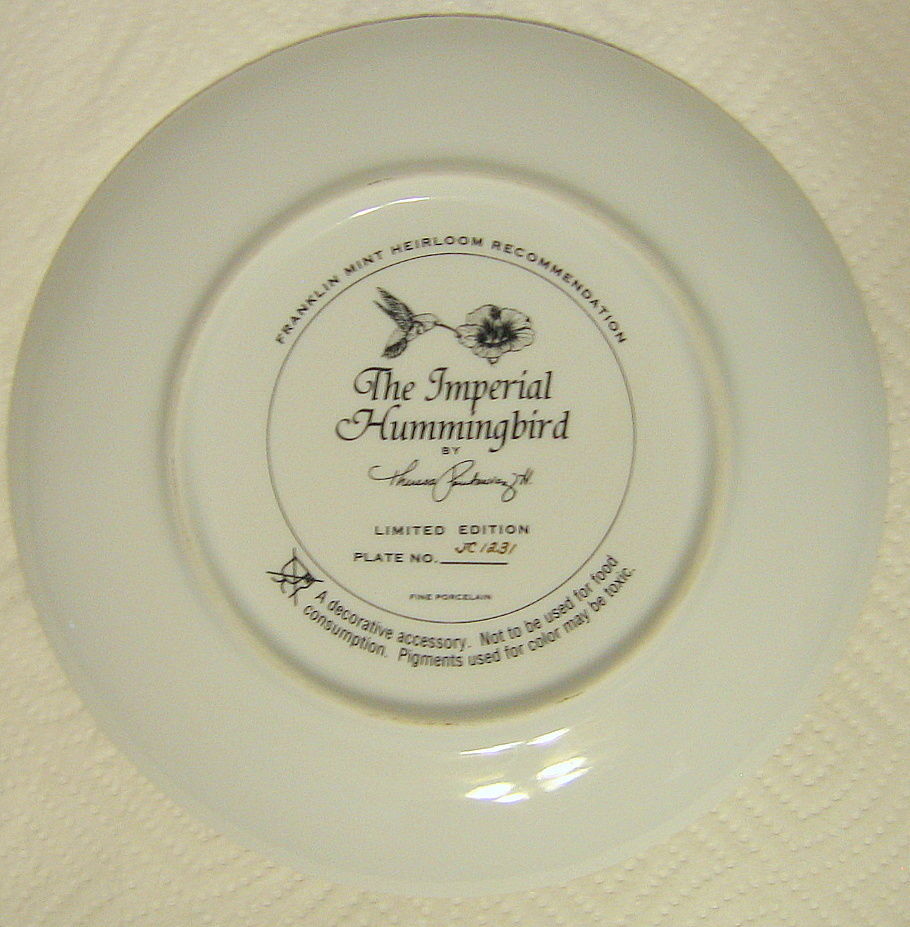 FRANKLIN MINT HEIRLOOM RECOMMENDATION
The Imperial
Hummingbird
BY
LIMITED EDITION
PLATE NO. JC1231
FINE PORCELAIN
A decorative accessory. Not to be used for food
consumption. Pigments used for color may be toxic.